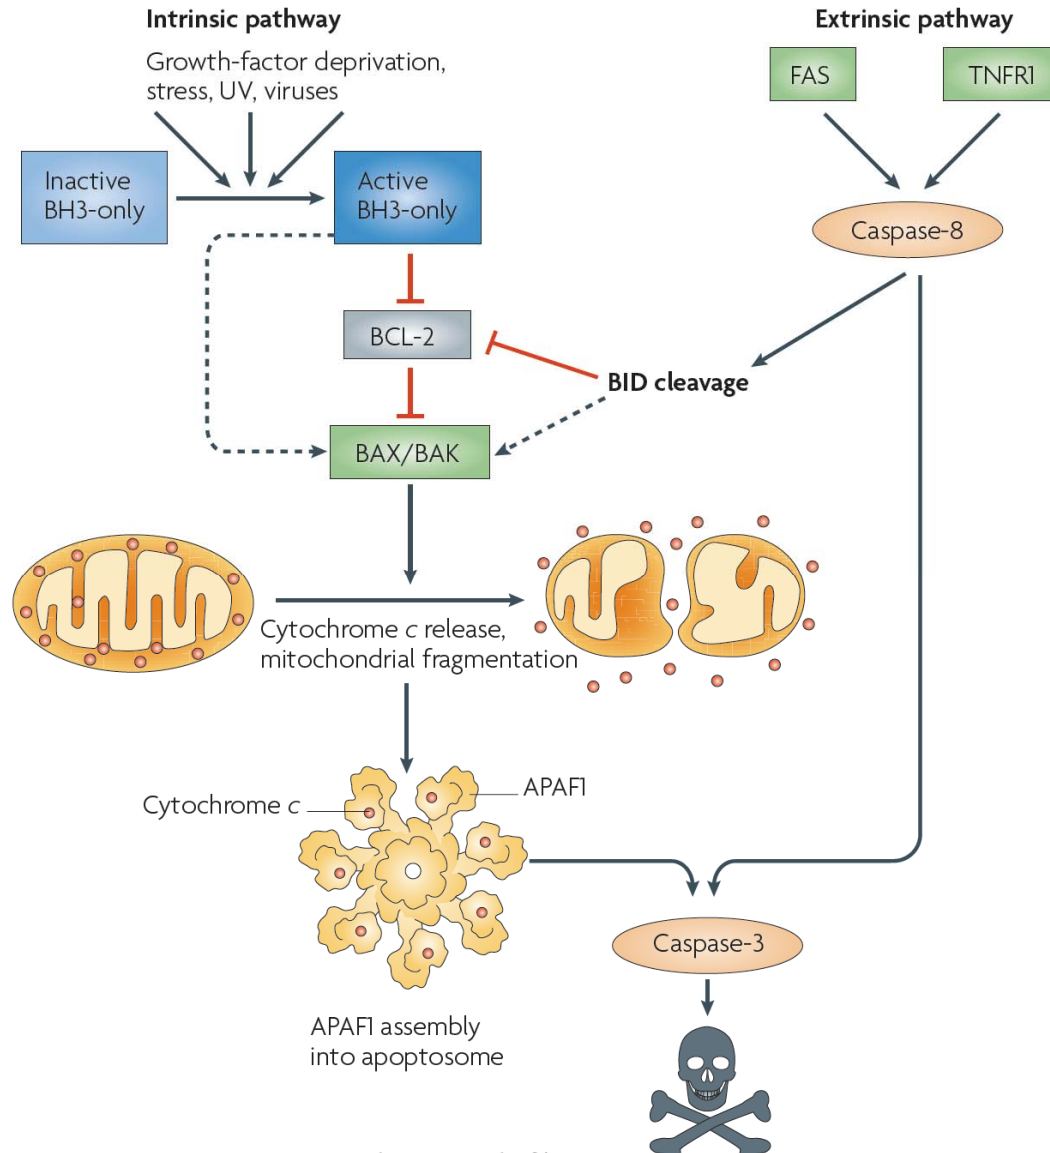 Intrinsic pathway
Extrinsic pathway
Growth-factor deprivation,
stress, UV, viruses
FAS
TNFR1
Inactive
BH3-only
Active
BH3-only
Caspase-8
BCL-2
BID cleavage
BAX/BAK
Cytochrome c release,
mitochondrial fragmentation
Cytochrome c
APAF1
Caspase-3
APAF1 assembly
into apoptosome